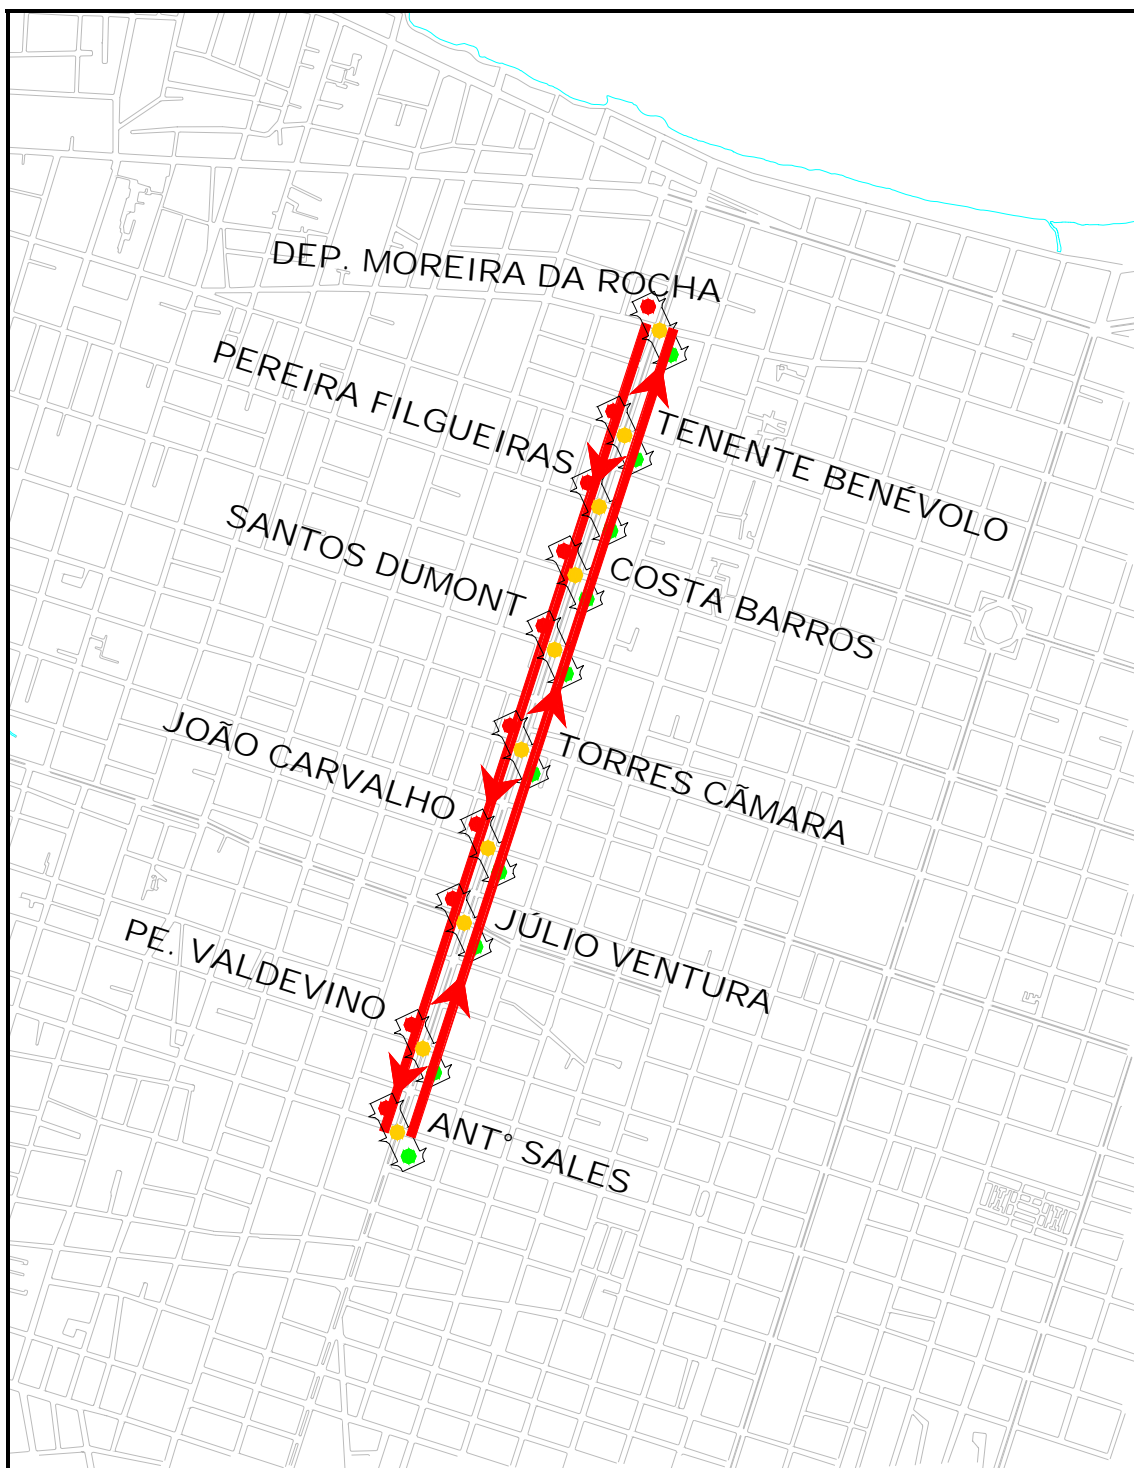 DEP. MOREIRA DA ROCHA
PEREIRA FILGUEIRAS
TENENTE BENÉVOLO
SANTOS DUMONT
COSTA BARROS
JOÃO CARVALHO
TORRES CÃMARA
PE. VALDEVINO
JÚLIO VENTURA
ANT° SALES